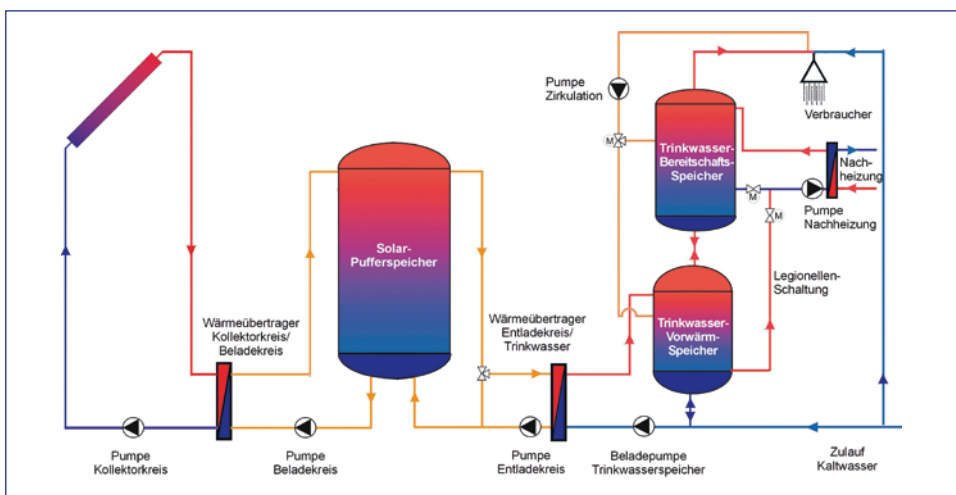 Pumpe
Zirkulation
Verbraucher
M
Trinkwasser-
Bereitschafts-
Speicher
Nach-
heizung
M
Pumpe
Nachheizung
M
Solar-
Pufferspeicher
Legionellen-
Schaltung
Wärmeübertrager
Kollektorkreis/
Beladekreis
Wärmeübertrager
Entladekreis/
Trinkwasser
Trinkwasser-
Vorwärm-
Speicher
Pumpe
Kollektorkreis
Pumpe
Beladekreis
Pumpe
Entladekreis
Beladepumpe
Trinkwasserspeicher
Zulauf
Kaltwasser